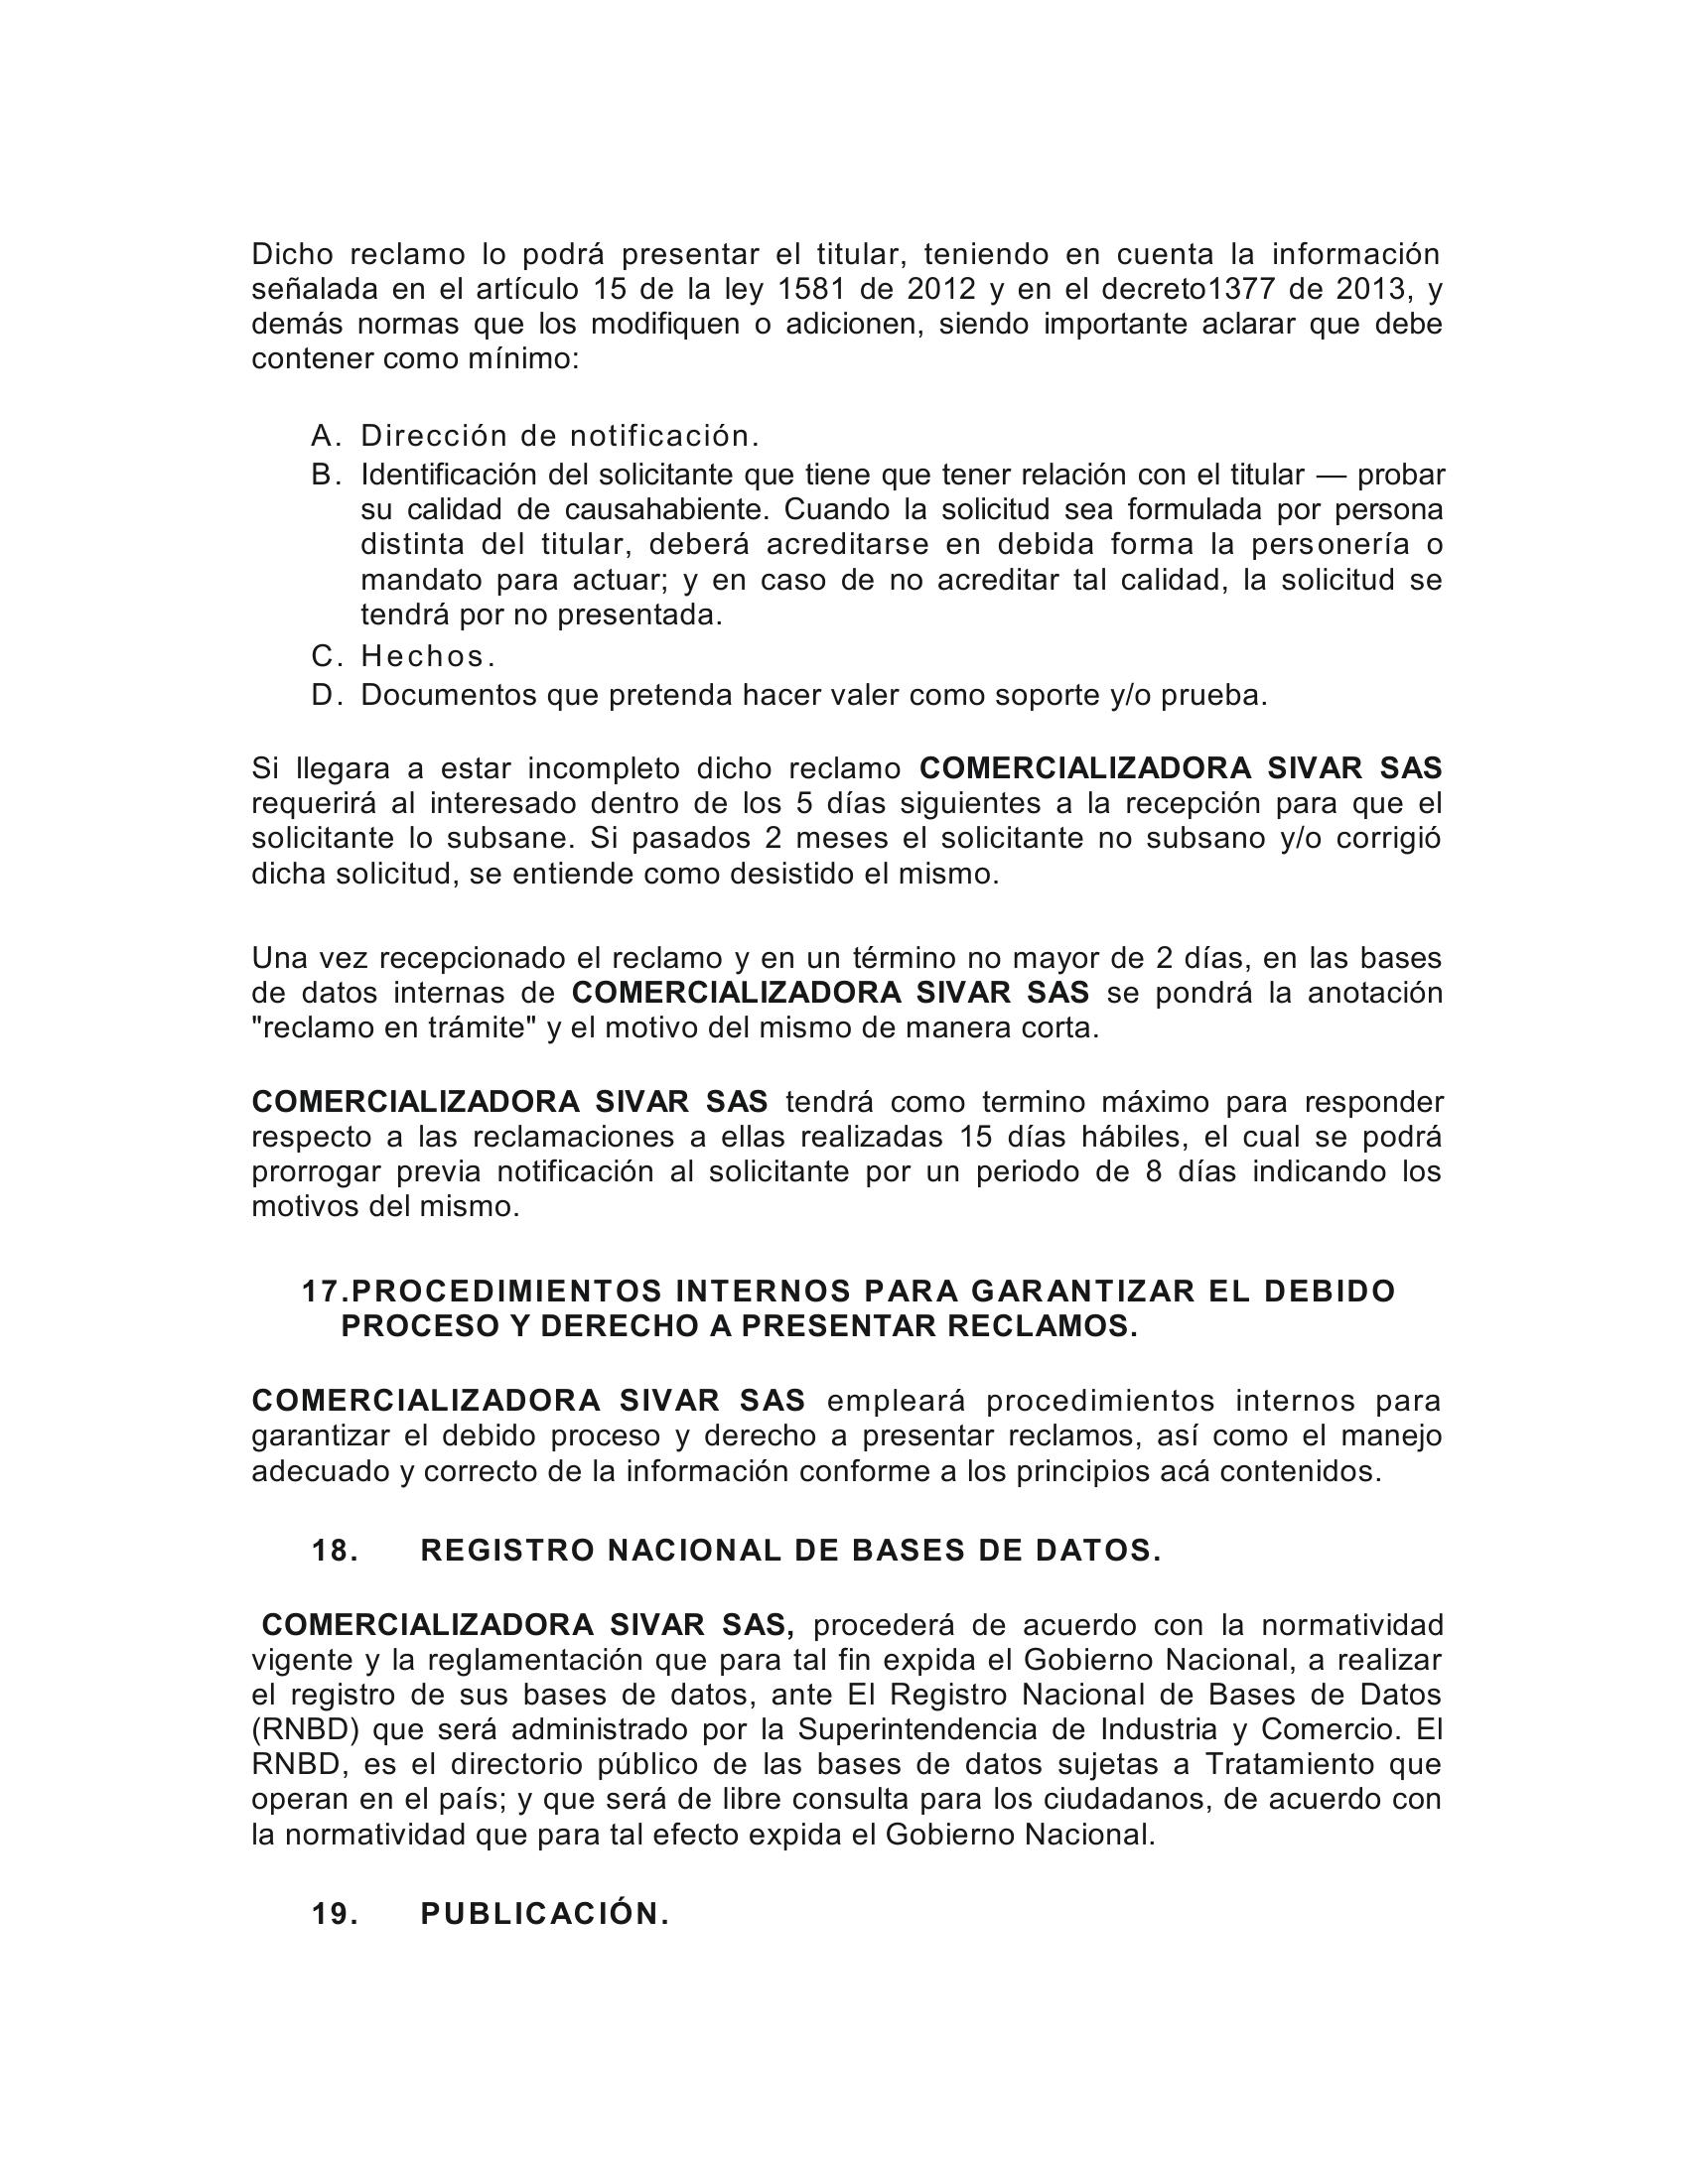 Dicho reclamo lo podrá presentar el titular, teniendo en cuenta la información
señalada en el artículo 15 de la ley 1581 de 2012 y en el decreto1377 de 2013, y
demás normas que los modifiquen o adicionen, siendo importante aclarar que debe
contener como mínimo:
A. Dirección de notificación.
B. Identificación del solicitante que tiene que tener relación con el titular — probar
su calidad de causahabiente. Cuando la solicitud sea formulada por persona
distinta del titular, deberá acreditarse en debida forma la personería o
mandato para actuar; y en caso de no acreditar tal calidad, la solicitud se
tendrá por no presentada.
C. Hechos.
D. Documentos que pretenda hacer valer como soporte y/o prueba.
Si llegara a estar incompleto dicho reclamo COMERCIALIZADORA SIVAR SAS
requerirá al interesado dentro de los 5 días siguientes a la recepción para que el
solicitante lo subsane. Si pasados 2 meses el solicitante no subsano y/o corrigió
dicha solicitud, se entiende como desistido el mismo.
Una vez recepcionado el reclamo y en un término no mayor de 2 días, en las bases
de datos internas de COMERCIALIZADORA SIVAR SAS se pondrá la anotación
"reclamo en trámite" y el motivo del mismo de manera corta.
COMERCIALIZADORA SIVAR SAS tendrá como termino máximo para responder
respecto a las reclamaciones a ellas realizadas 15 días hábiles, el cual se podrá
prorrogar previa notificación al solicitante por un periodo de 8 días indicando los
motivos del mismo.
17.PROCEDIMIENTOS INTERNOS PARA GARANTIZAR EL DEBIDO
PROCESO Y DERECHO A PRESENTAR RECLAMOS.
COMERCIALIZADORA SIVAR SAS empleará procedimientos internos para
garantizar el debido proceso y derecho a presentar reclamos, así como el manejo
adecuado y correcto de la información conforme a los principios acá contenidos.
18. REGISTRO NACIONAL DE BASES DE DATOS.
COMERCIALIZADORA SIVAR SAS, procederá de acuerdo con la normatividad
vigente y la reglamentación que para tal fin expida el Gobierno Nacional, a realizar
el registro de sus bases de datos, ante El Registro Nacional de Bases de Datos
(RNBD) que será administrado por la Superintendencia de Industria y Comercio. El
RNBD, es el directorio público de las bases de datos sujetas a Tratamiento que
operan en el país; y que será de libre consulta para los ciudadanos, de acuerdo con
la normatividad que para tal efecto expida el Gobierno Nacional.
19. PUBLICACIÓN.